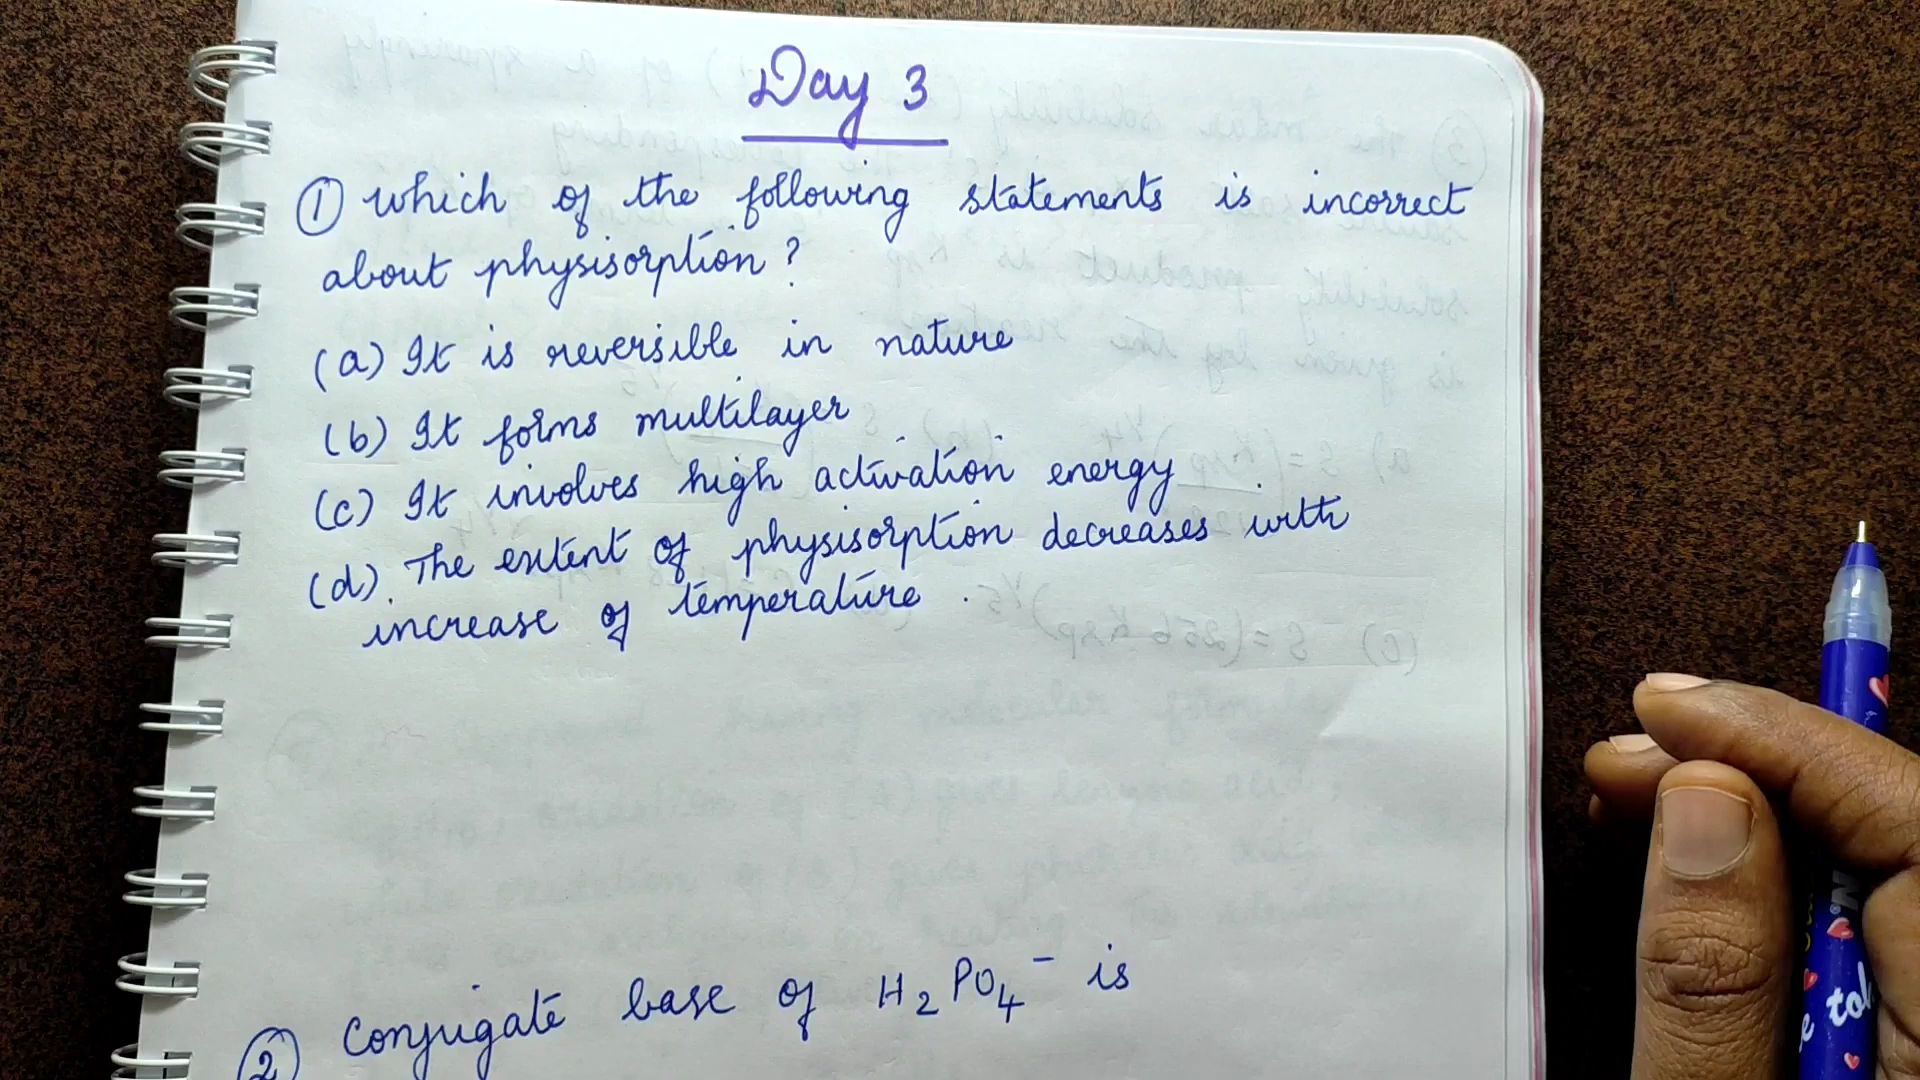 Day 3
① which of the following statements is incorrect
about physisorption?
(a) It is reversible in nature
(b) It forms multilayer
(c) It involves high activation energy
(d). The extent of physisorption decreases with
increase of temperature.
② Conjugate base of H₂PO₄⁻ is